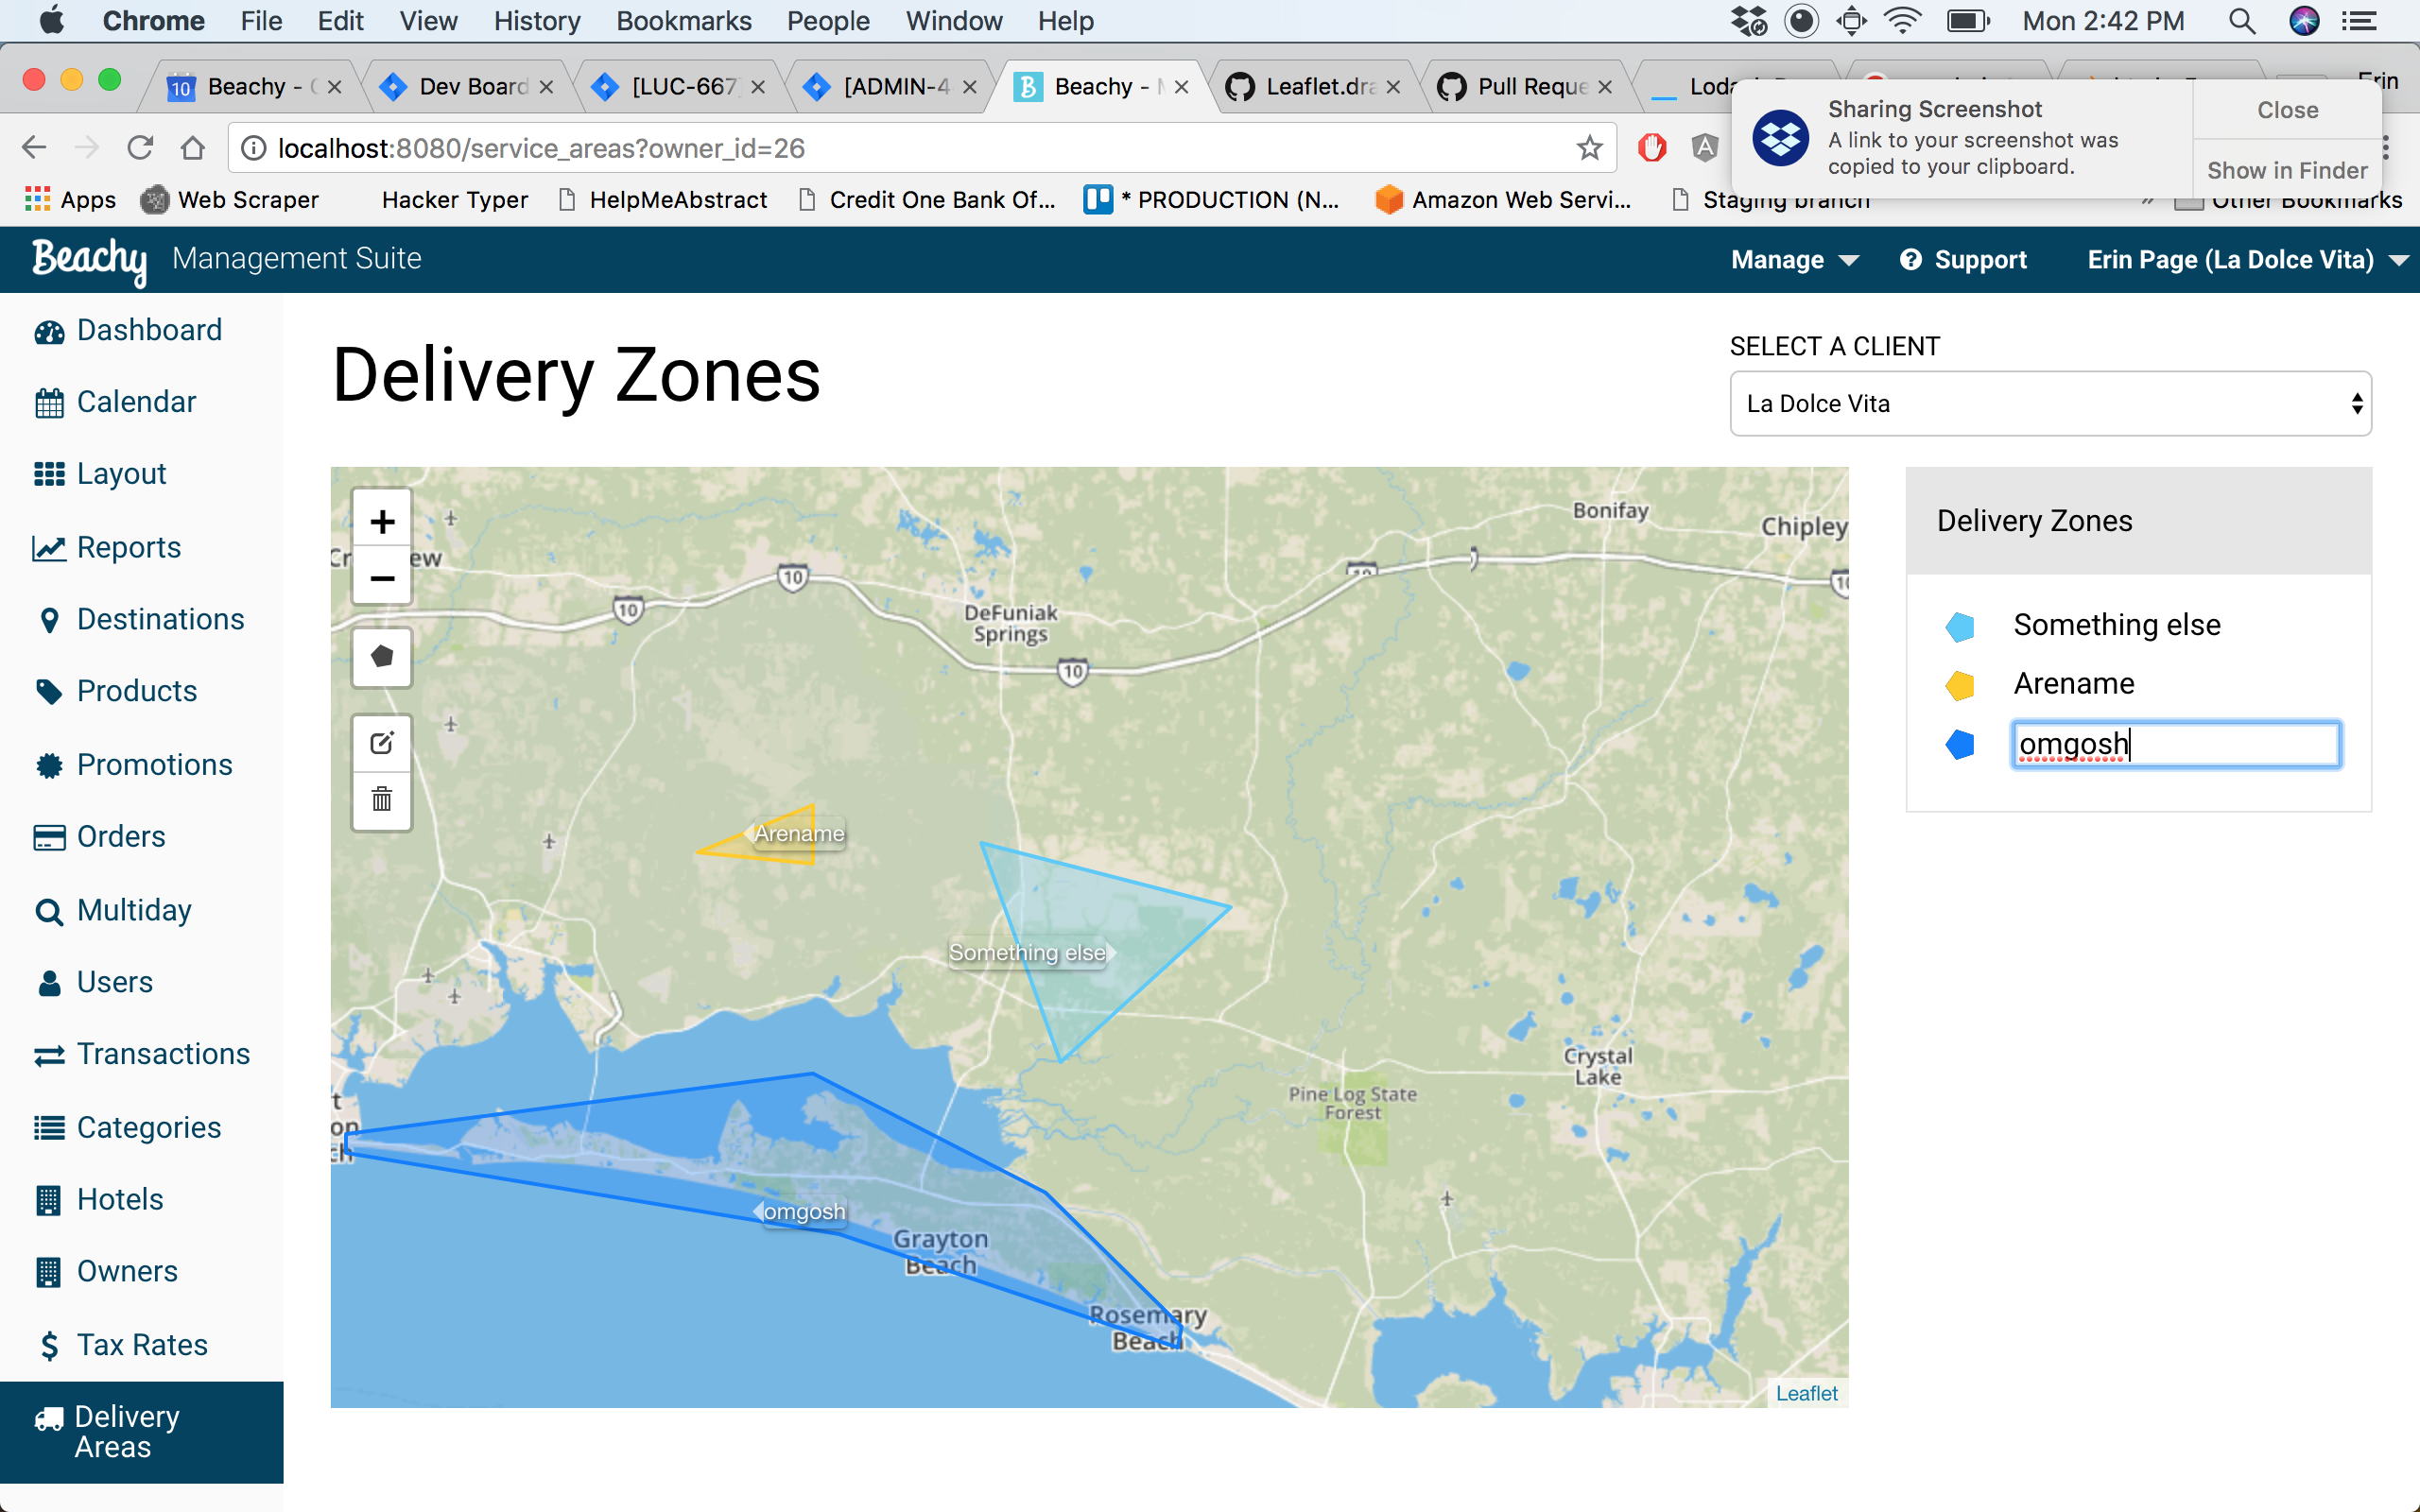 Chrome File Edit View History Bookmarks People Window Help
Mon 2:42 PM
10 Beachy -
Dev Board
[LUC-667]
[ADMIN-4
Beachy -
Leaflet.dra
Pull Reque
Sharing Screenshot
A link to your screenshot was
copied to your clipboard.
Close
Show in Finder
localhost:8080/service_areas?owner_id=26
Apps
Web Scraper
Hacker Typer
HelpMeAbstract
Credit One Bank Of...
* PRODUCTION (N...
Amazon Web Servi...
Staging branch
» Other Bookmarks
Beachy Management Suite
Manage
Support
Erin Page (La Dolce Vita)
Dashboard
Calendar
Layout
Reports
Destinations
Products
Promotions
Orders
Multiday
Users
Transactions
Categories
Hotels
Owners
Tax Rates
Delivery
Areas
Delivery Zones
SELECT A CLIENT
La Dolce Vita
+
−
Bonifay
Chipley
10
10
10
DeFuniak
Springs
Arename
Something else
Crystal
Lake
Pine Log State
Forest
omgosh
Grayton
Beach
Rosemary
Beach
Leaflet
Delivery Zones
Something else
Arename
omgosh